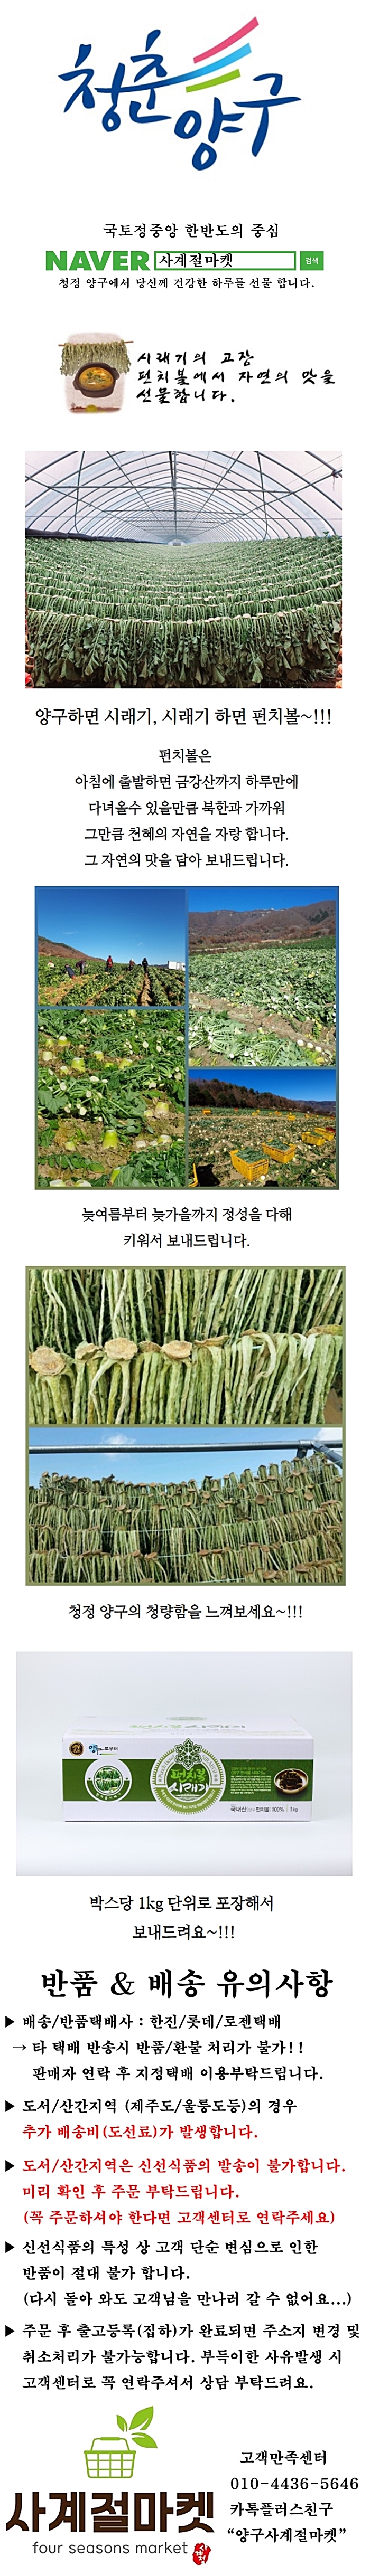 청춘
양구
국토정중앙 한반도의 중심
NAVER 사계절마켓 검색
청정 양구에서 당신께 건강한 하루를 선물 합니다.
시래기의 고장
펀치볼에서 자연의 맛을
선물합니다.
양구하면 시래기, 시래기 하면 펀치볼~!!!
펀치볼은
아침에 출발하면 금강산까지 하루만에
다녀올수 있을만큼 북한과 가까워
그만큼 천혜의 자연을 자랑 합니다.
그 자연의 맛을 담아 보내드립니다.
늦여름부터 늦가을까지 정성을 다해
키워서 보내드립니다.
청정 양구의 청량함을 느껴보세요~!!!
펀치볼
시래기
국내산 펀치볼 100% 1kg
박스당 1kg 단위로 포장해서
보내드려요~!!!
반품 & 배송 유의사항
▶ 배송/반품택배사 : 한진/롯데/로젠택배
→ 타 택배 반송시 반품/환불 처리가 불가!!
판매자 연락 후 지정택배 이용부탁드립니다.
▶ 도서/산간지역 (제주도/울릉도등)의 경우
추가 배송비(도선료)가 발생합니다.
▶ 도서/산간지역은 신선식품의 발송이 불가합니다.
미리 확인 후 주문 부탁드립니다.
(꼭 주문하셔야 한다면 고객센터로 연락주세요)
▶ 신선식품의 특성 상 고객 단순 변심으로 인한
반품이 절대 불가 합니다.
(다시 돌아 와도 고객님을 만나러 갈 수 없어요...)
▶ 주문 후 출고등록(집하)가 완료되면 주소지 변경 및
취소처리가 불가능합니다. 부득이한 사유발생 시
고객센터로 꼭 연락주셔서 상담 부탁드려요.
사계절마켓
four seasons market
고객만족센터
010-4436-5646
카톡플러스친구
“양구사계절마켓”